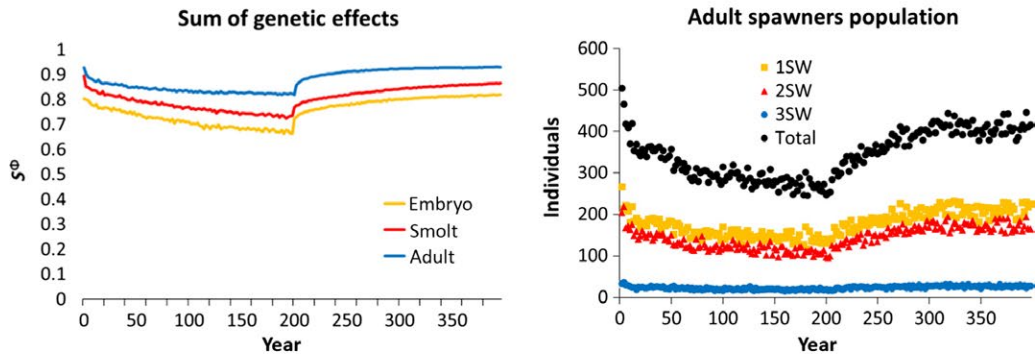 Sum of genetic effects
1
0.9
0.8
0.7
0.6
0.5
0.4
0.3
0.2
0.1
0
S^Φ
Embryo
Smolt
Adult
0 50 100 150 200 250 300 350
Year
Adult spawners population
600
500
400
300
200
100
0
Individuals
1SW
2SW
3SW
Total
0 50 100 150 200 250 300 350
Year